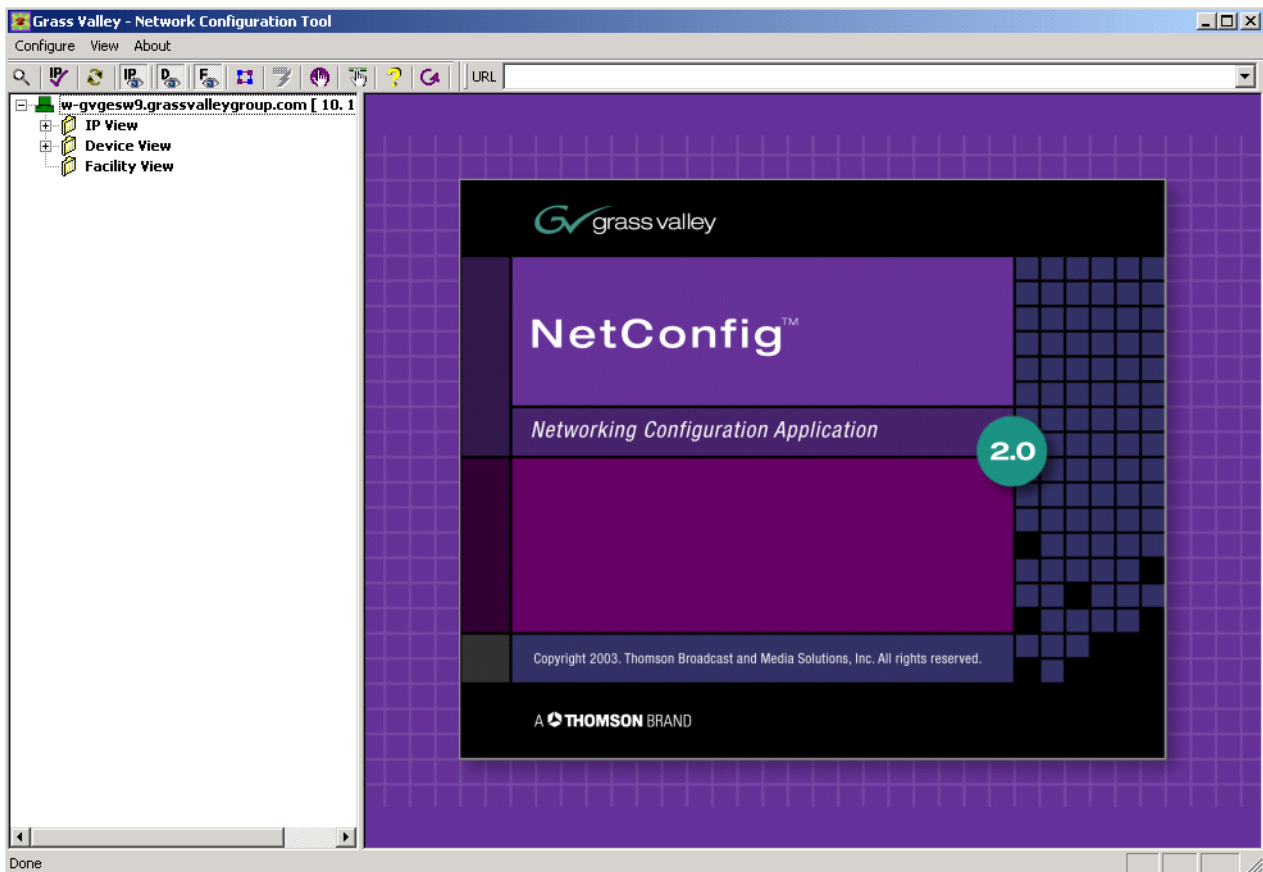 Grass Valley - Network Configuration Tool
Configure View About
IP IP D F URL
w-gvgesw9.grassvalleygroup.com [ 10. 1
IP View
Device View
Facility View
GV grass valley
NetConfig™
Networking Configuration Application
2.0
Copyright 2003. Thomson Broadcast and Media Solutions, Inc. All rights reserved.
A THOMSON BRAND
Done